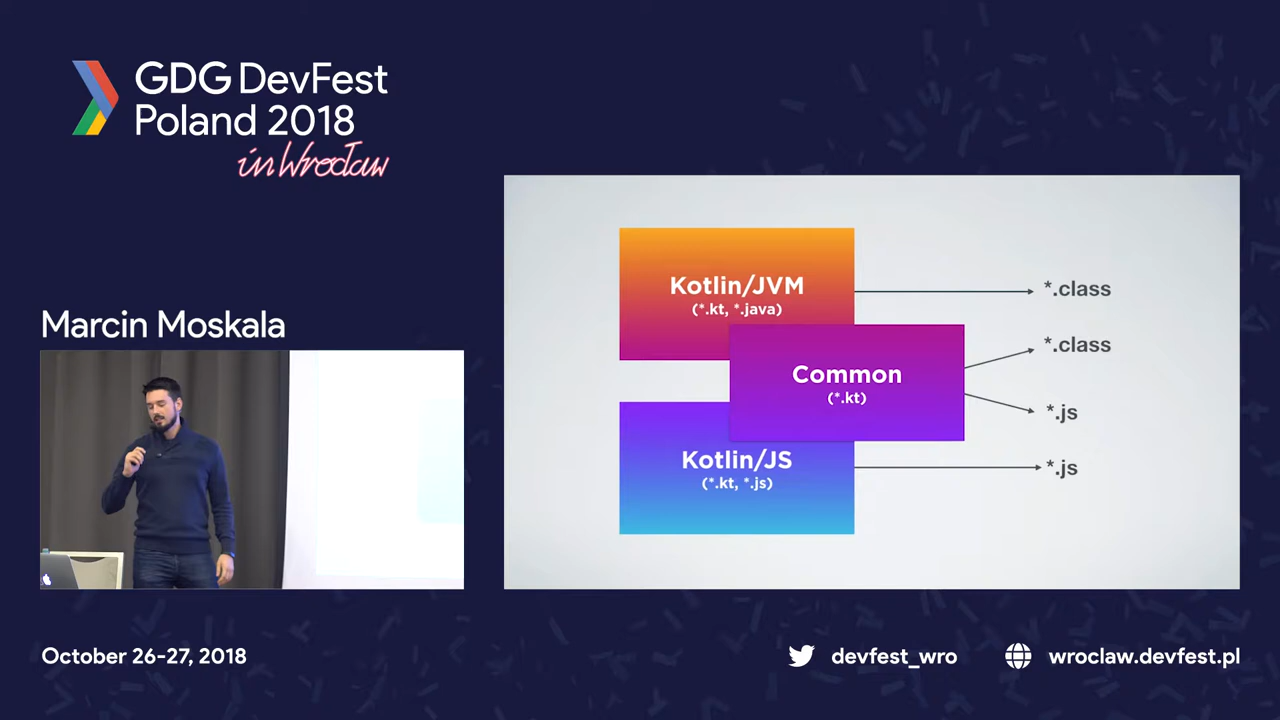 GDG DevFest
Poland 2018
in Wrocław
Marcin Moskala
Kotlin/JVM
(*.kt, *.java)
Common
(*.kt)
Kotlin/JS
(*.kt, *.js)
*.class
*.class
*.js
*.js
October 26-27, 2018
devfest_wro
wroclaw.devfest.pl